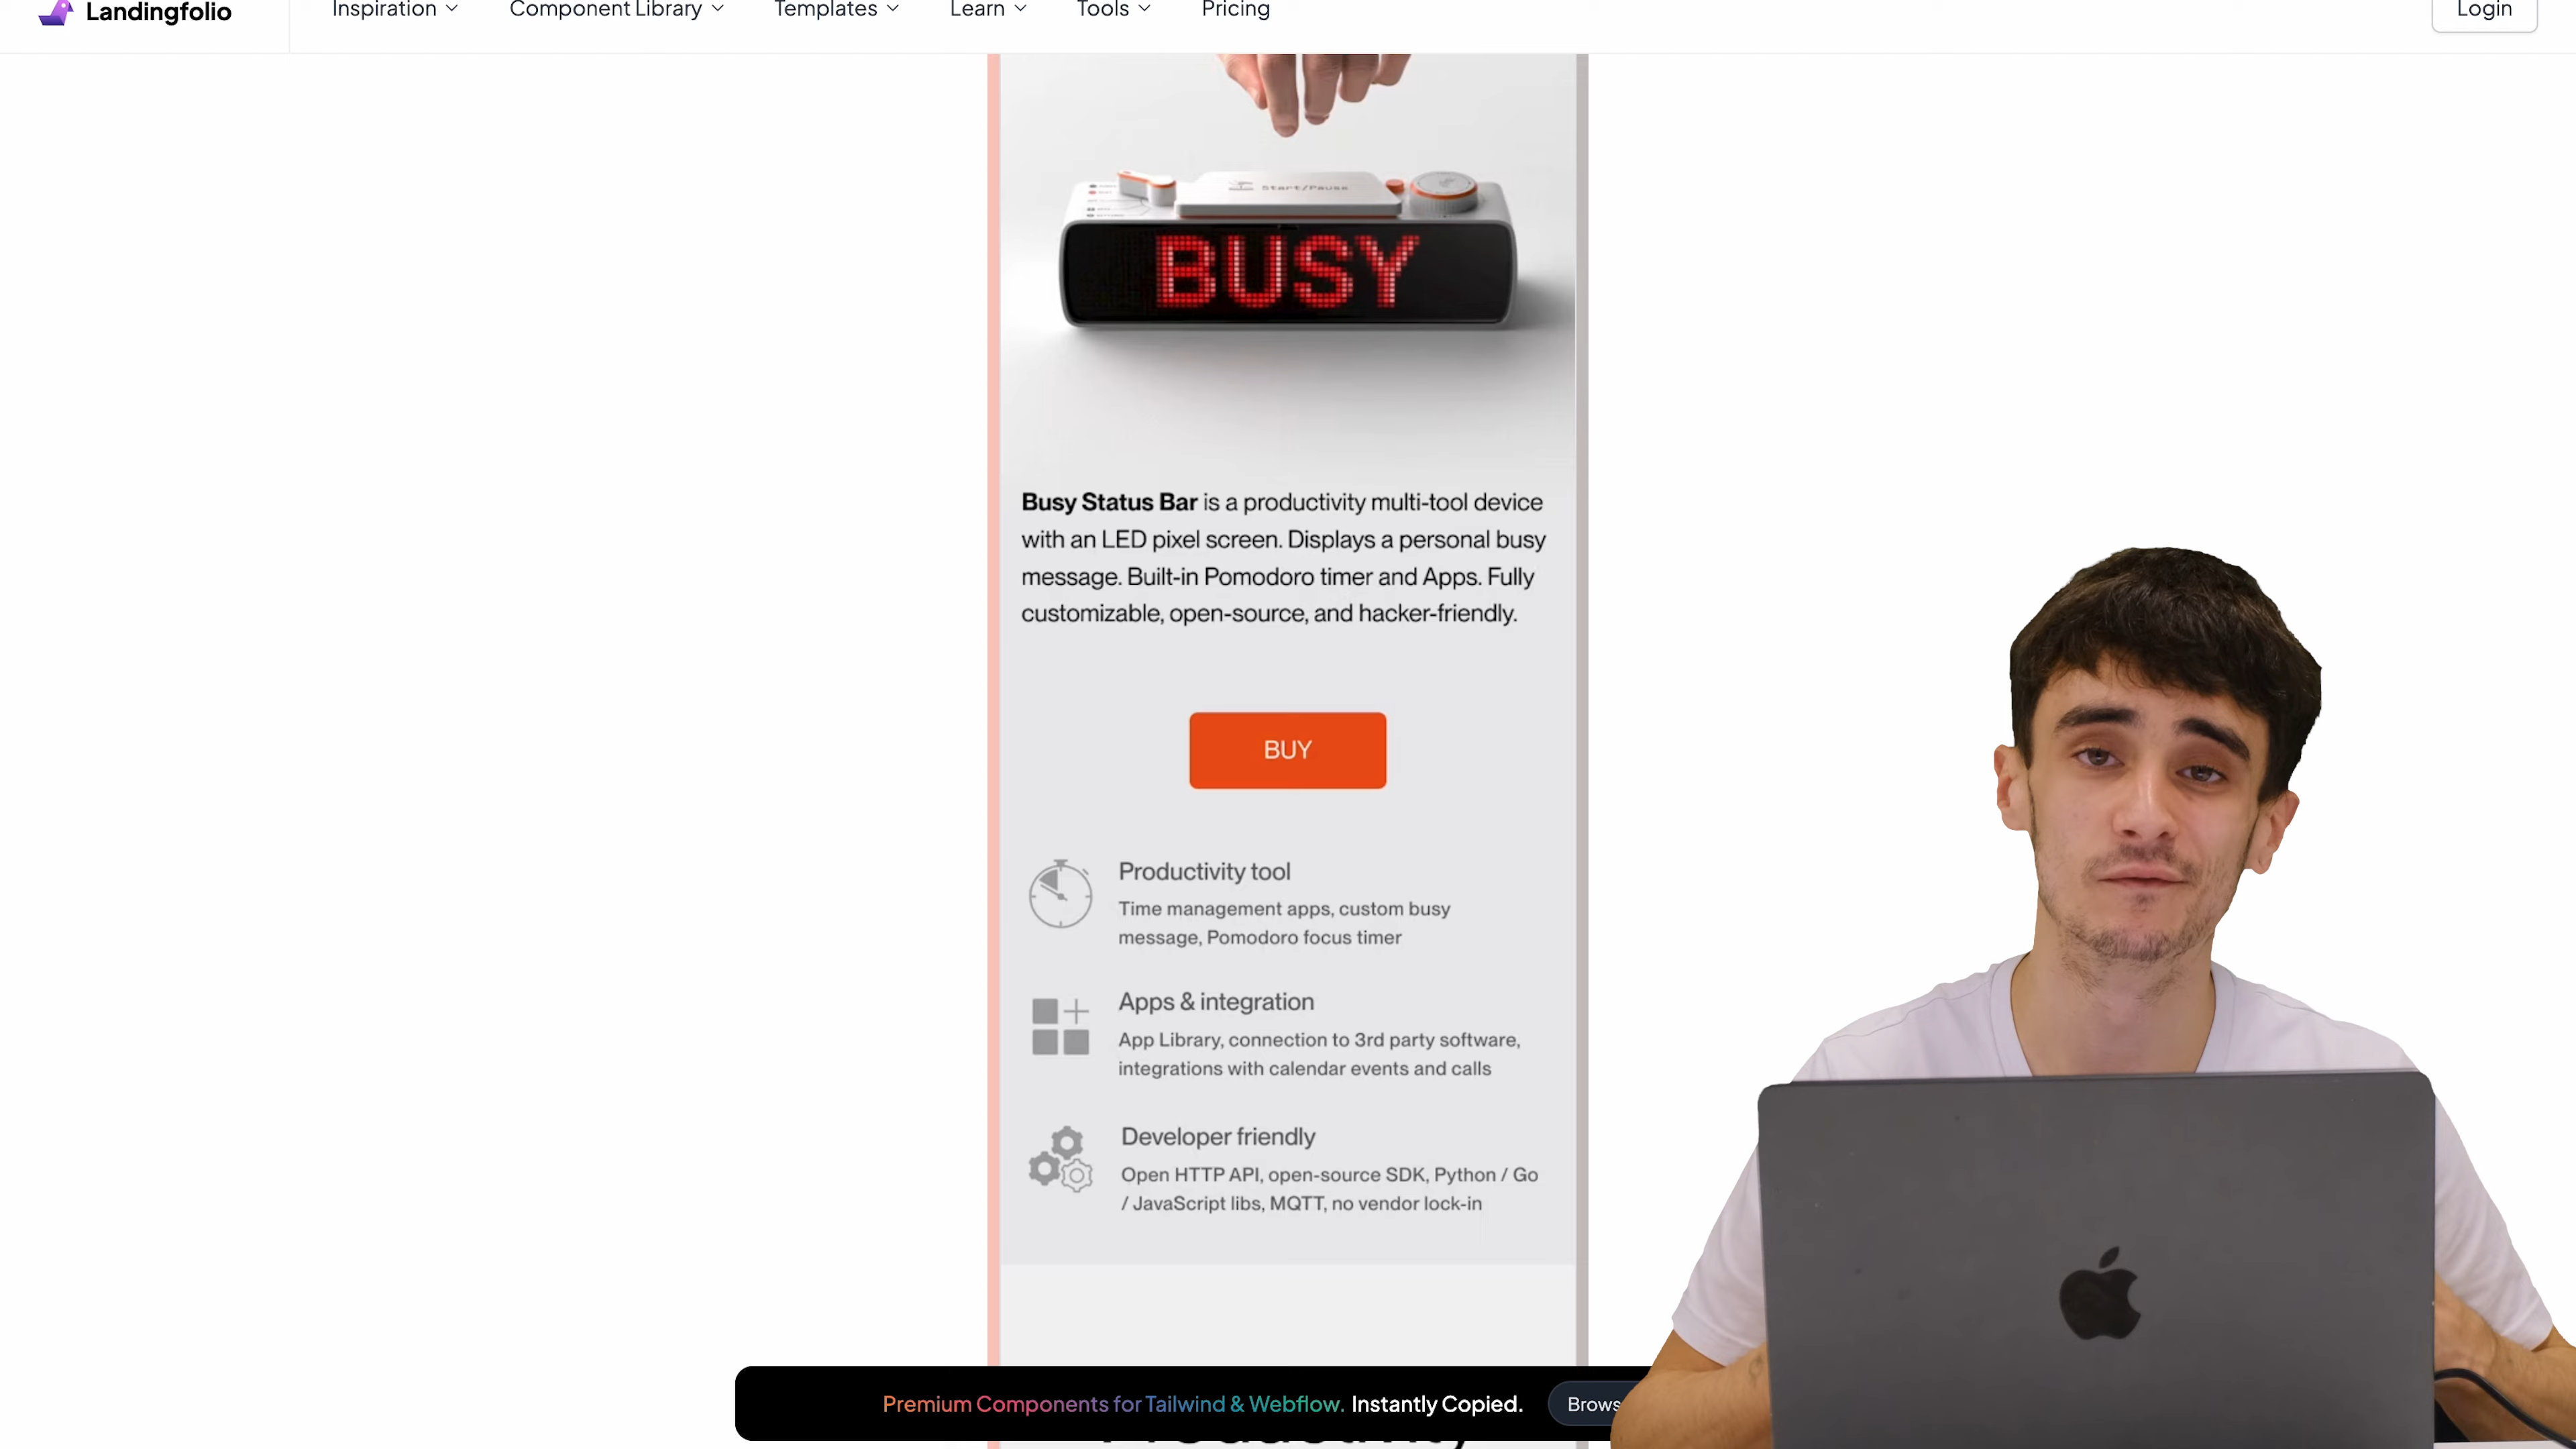 Landingfolio
Inspiration
Component Library
Templates
Learn
Tools
Pricing
Login
Start/Pause
BUSY
Busy Status Bar is a productivity multi-tool device
with an LED pixel screen. Displays a personal busy
message. Built-in Pomodoro timer and Apps. Fully
customizable, open-source, and hacker-friendly.
BUY
Productivity tool
Time management apps, custom busy
message, Pomodoro focus timer
Apps & integration
App Library, connection to 3rd party software,
integrations with calendar events and calls
Developer friendly
Open HTTP API, open-source SDK, Python / Go
/ JavaScript libs, MQTT, no vendor lock-in
Premium Components for Tailwind & Webflow. Instantly Copied.
Brows